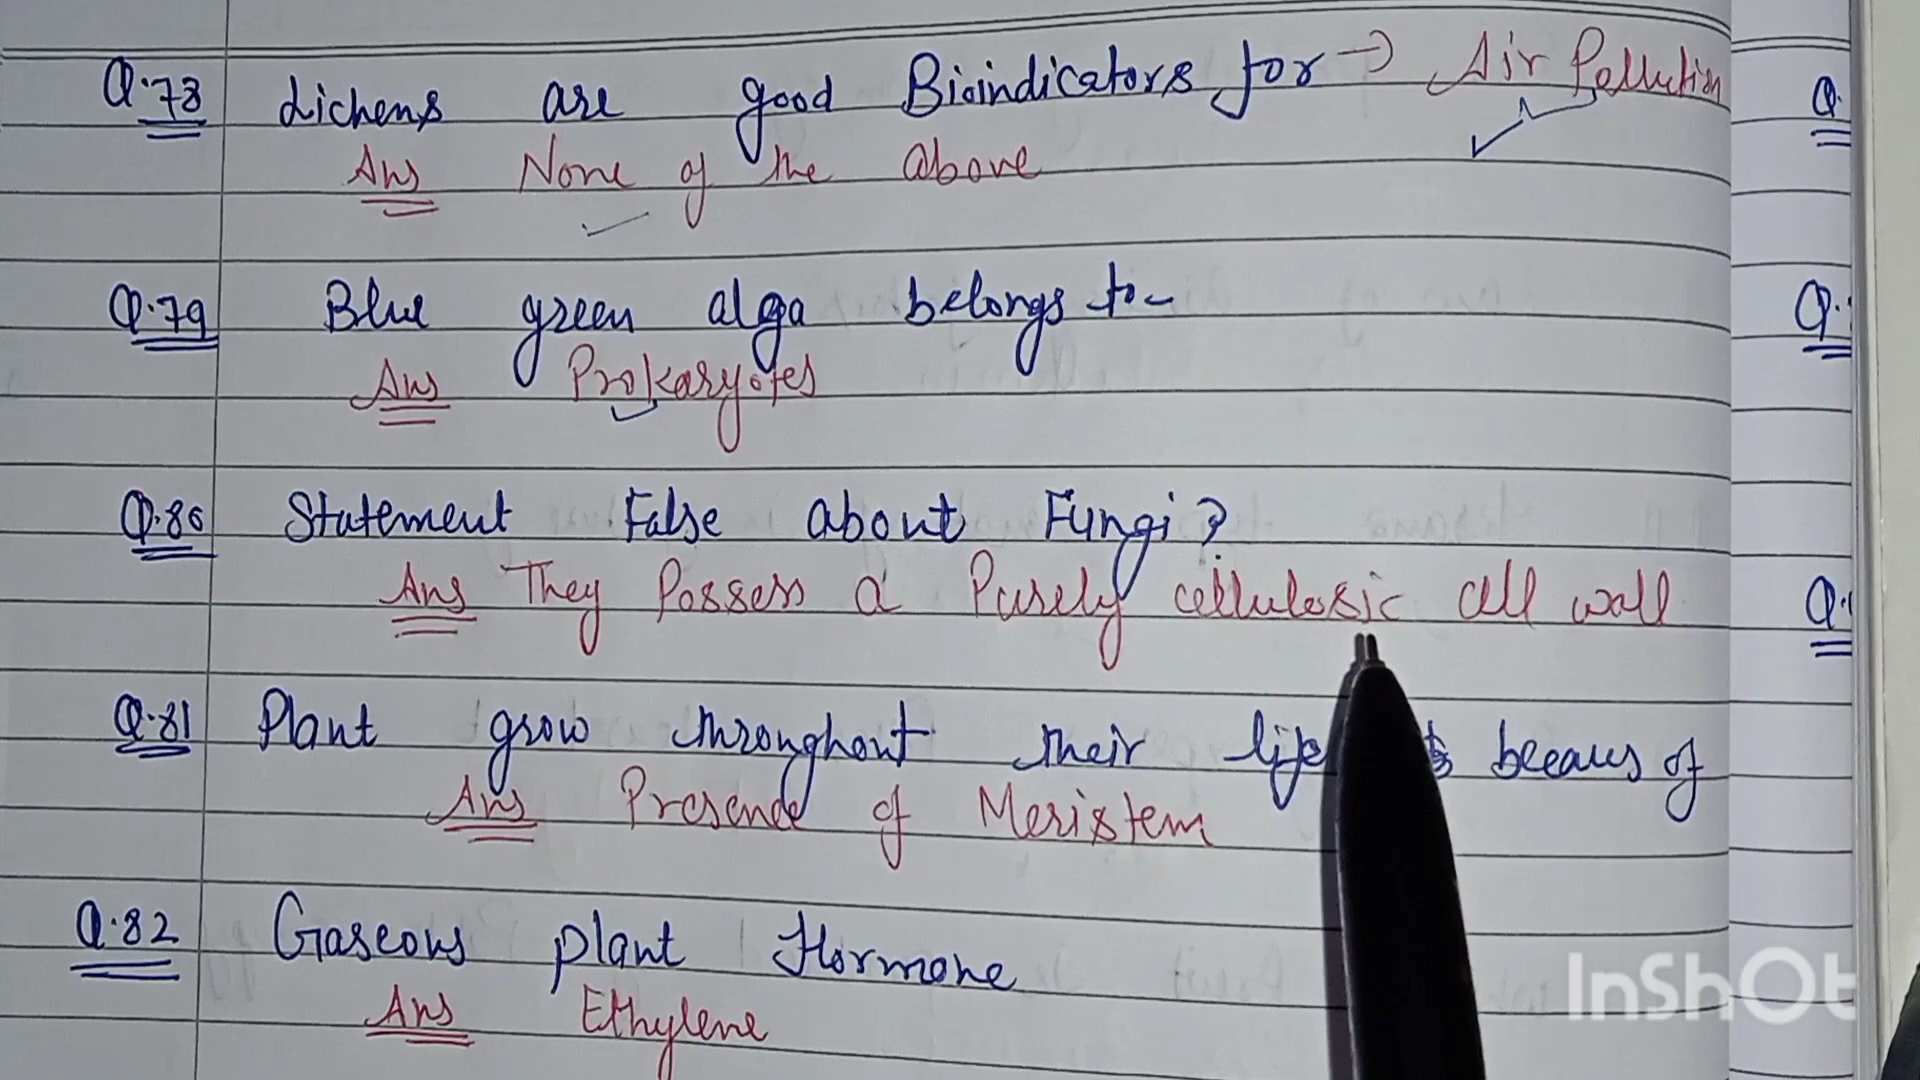 Q.78 Lichens are good Bioindicators for → Air Pollution
Ans None of the above
Q.79 Blue green alga belongs to-
Ans Prokaryotes
Q.80 Statement False about Fungi?
Ans They Possess a Purely cellulosic cell wall
Q.81 Plant grow throughout their life becaus of
Ans Presence of Meristem
Q.82 Gaseous plant Hormone
Ans Ethylene
Q.
Q.
Q.
InShOt